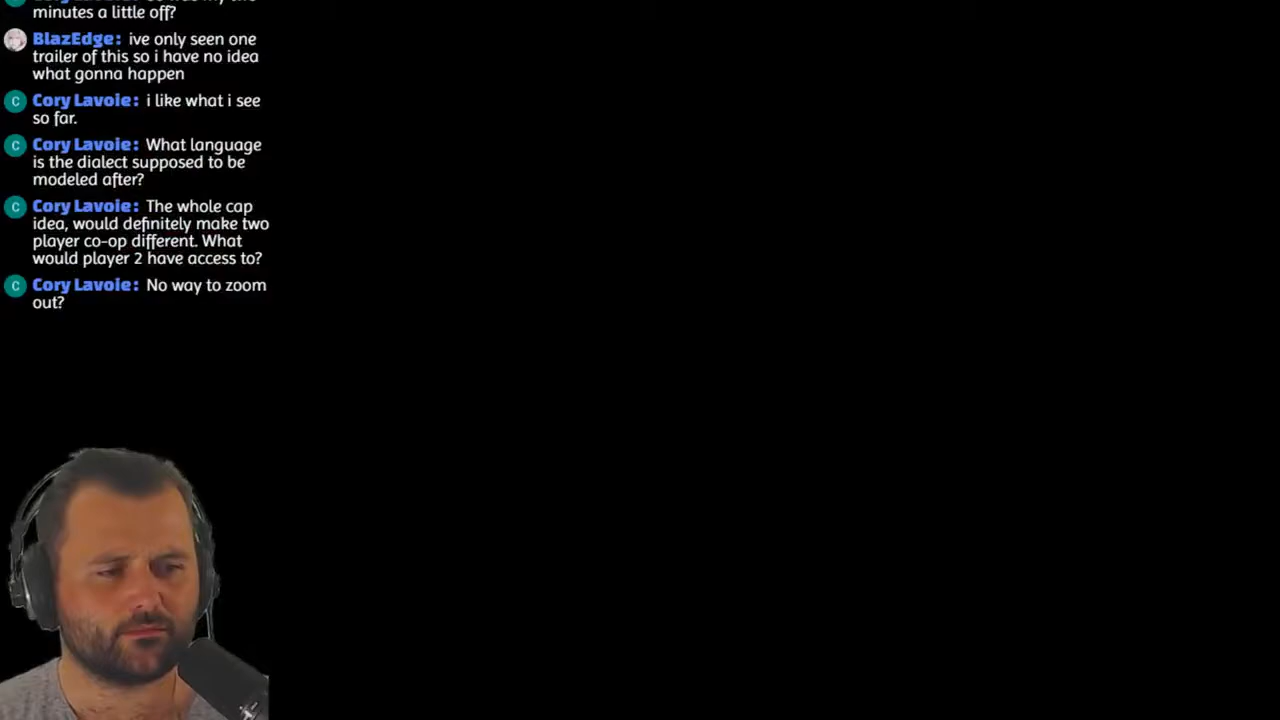 minutes a little off?
BlazEdge: ive only seen one
trailer of this so i have no idea
what gonna happen
C Cory Lavoie: i like what i see
so far.
C Cory Lavoie: What language
is the dialect supposed to be
modeled after?
C Cory Lavoie: The whole cap
idea, would definitely make two
player co-op different. What
would player 2 have access to?
C Cory Lavoie: No way to zoom
out?